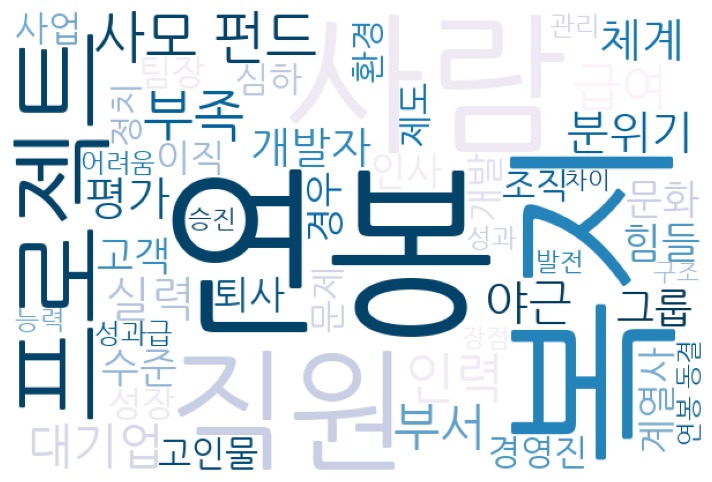 사업
사모 펀드
사람
관리
환경
체계
팀장
심하
급여
프로젝트
정치
부족
제도
분위기
개발자
어려움
이직
인사
개발
조직
차이
평가
연봉
복지
문화
경우
승진
힘들
고객
성과
발전
구조
실력
퇴사
문제
야근
그룹
능력
성과급
장점
수준
직원
인력
계열사
연봉 동결
성장
부서
대기업
고인물
경영진